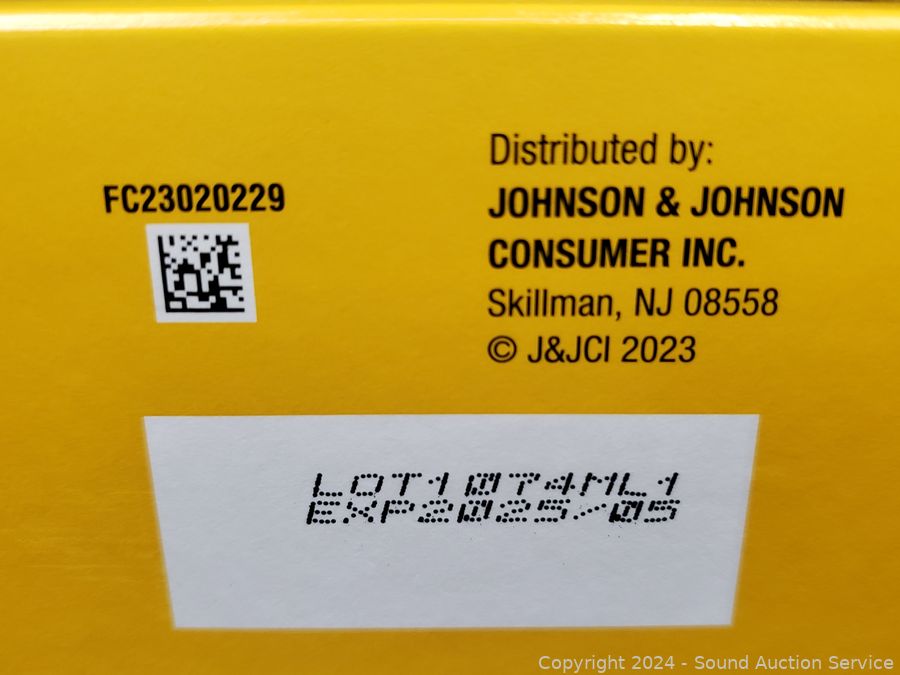 FC23020229
Distributed by:
JOHNSON & JOHNSON
CONSUMER INC.
Skillman, NJ 08558
© J&JCI 2023
LOT1074ML1
EXP2025/05
Copyright 2024 - Sound Auction Service